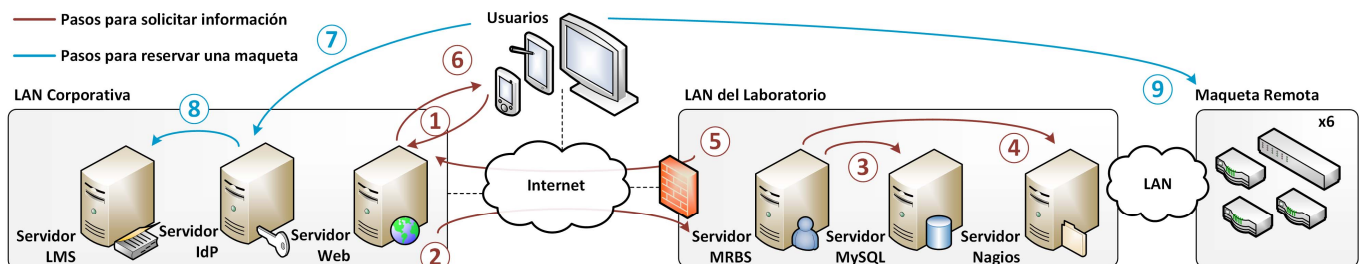 Pasos para solicitar información
Pasos para reservar una maqueta
Usuarios
7
6
9
LAN Corporativa
8
1
LAN del Laboratorio
5
3
4
Maqueta Remota
x6
Internet
LAN
Servidor
LMS
Servidor
IdP
Servidor
Web
2
Servidor
MRBS
Servidor
MySQL
Servidor
Nagios